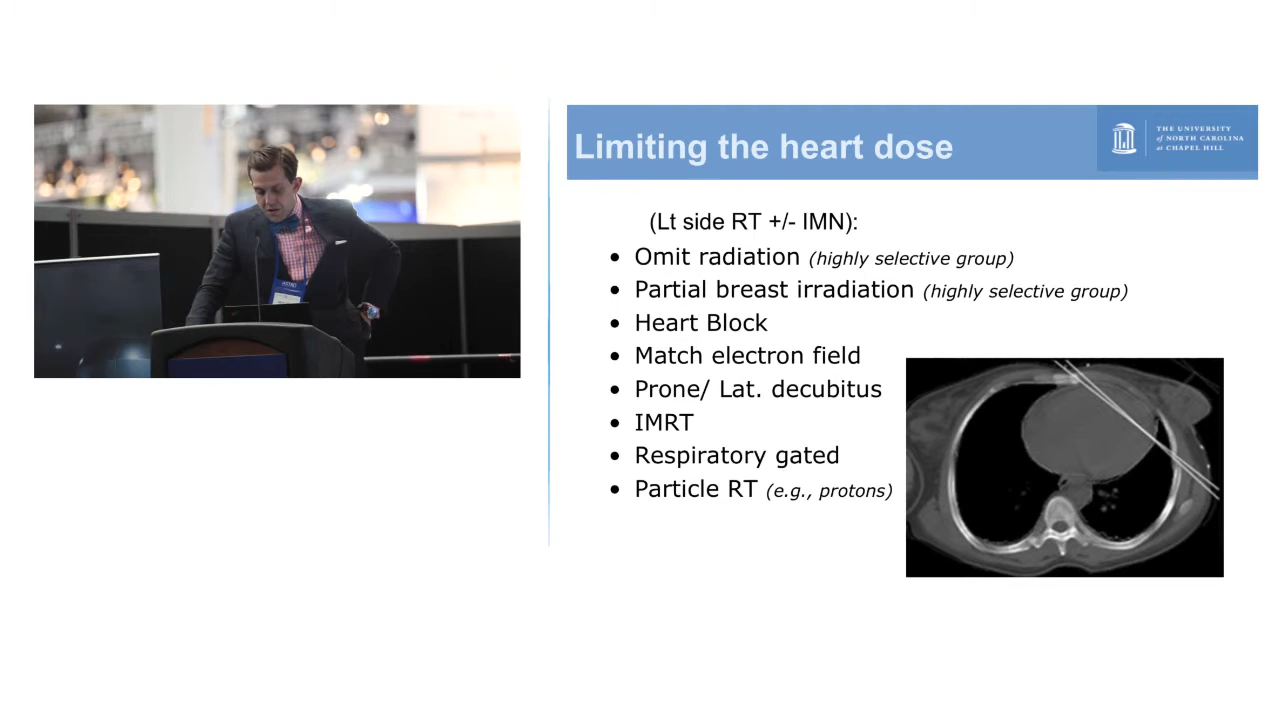 ASTRO
Limiting the heart dose
THE UNIVERSITY
of NORTH CAROLINA
at CHAPEL HILL
(Lt side RT +/- IMN):
• Omit radiation (highly selective group)
• Partial breast irradiation (highly selective group)
• Heart Block
• Match electron field
• Prone/ Lat. decubitus
• IMRT
• Respiratory gated
• Particle RT (e.g., protons)